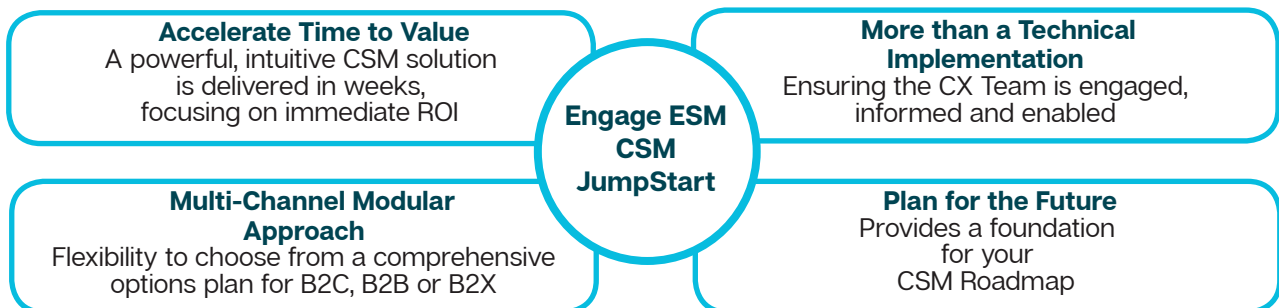 Accelerate Time to Value
A powerful, intuitive CSM solution
is delivered in weeks,
focusing on immediate ROI
More than a Technical
Implementation
Ensuring the CX Team is engaged,
informed and enabled
Engage ESM
CSM
JumpStart
Multi-Channel Modular
Approach
Flexibility to choose from a comprehensive
options plan for B2C, B2B or B2X
Plan for the Future
Provides a foundation
for your
CSM Roadmap